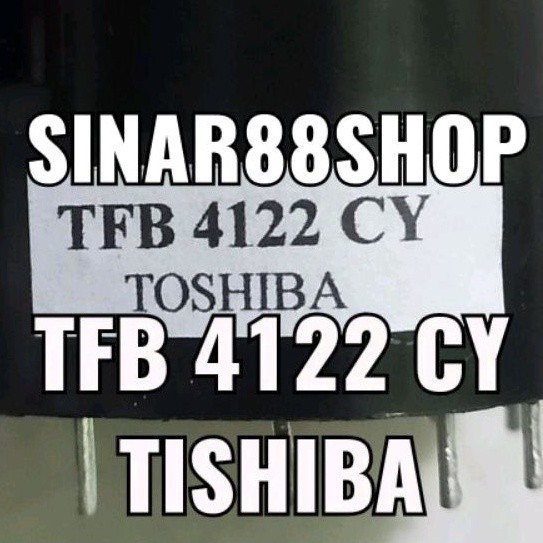 SINAR88SHOP
TFB 4122 CY
TOSHIBA
TFB 4122 CY
TISHIBA